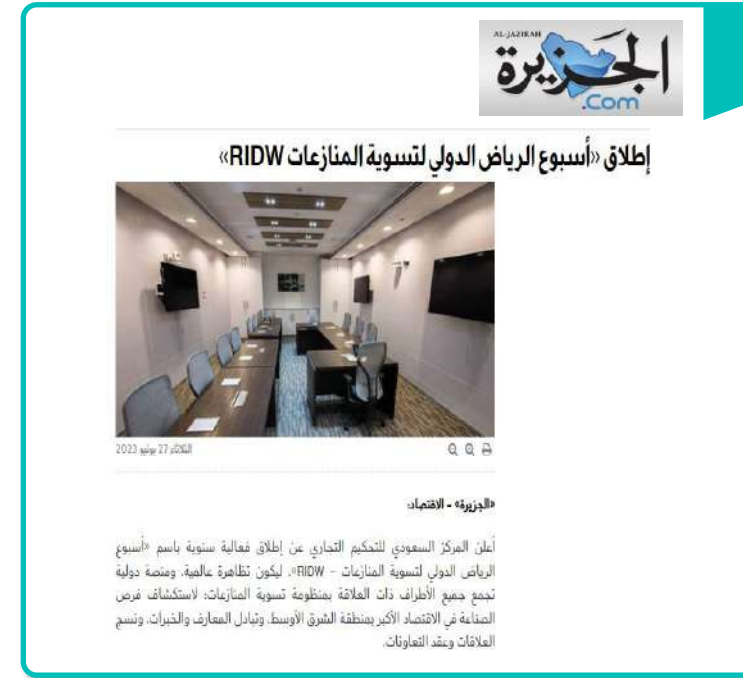 AL-JAZIRAH
الجزيرة
.Com
إطلاق «أسبوع الرياض الدولي لتسوية المنازعات RIDW»
الثلاثاء 27 يونيو 2023
«الجزيرة» - الاقتصاد:
أعلن المركز السعودي للتحكيم التجاري عن إطلاق فعالية سنوية باسم «أسبوع
الرياض الدولي لتسوية المنازعات - RIDW»، ليكون تظاهرة عالمية، ومنصة دولية
تجمع جميع الأطراف ذات العلاقة بمنظومة تسوية المنازعات؛ لاستكشاف فرص
الصناعة في الاقتصاد الأكبر بمنطقة الشرق الأوسط، وتبادل المعارف والخبرات، ونسج
العلاقات وعقد التعاونات.